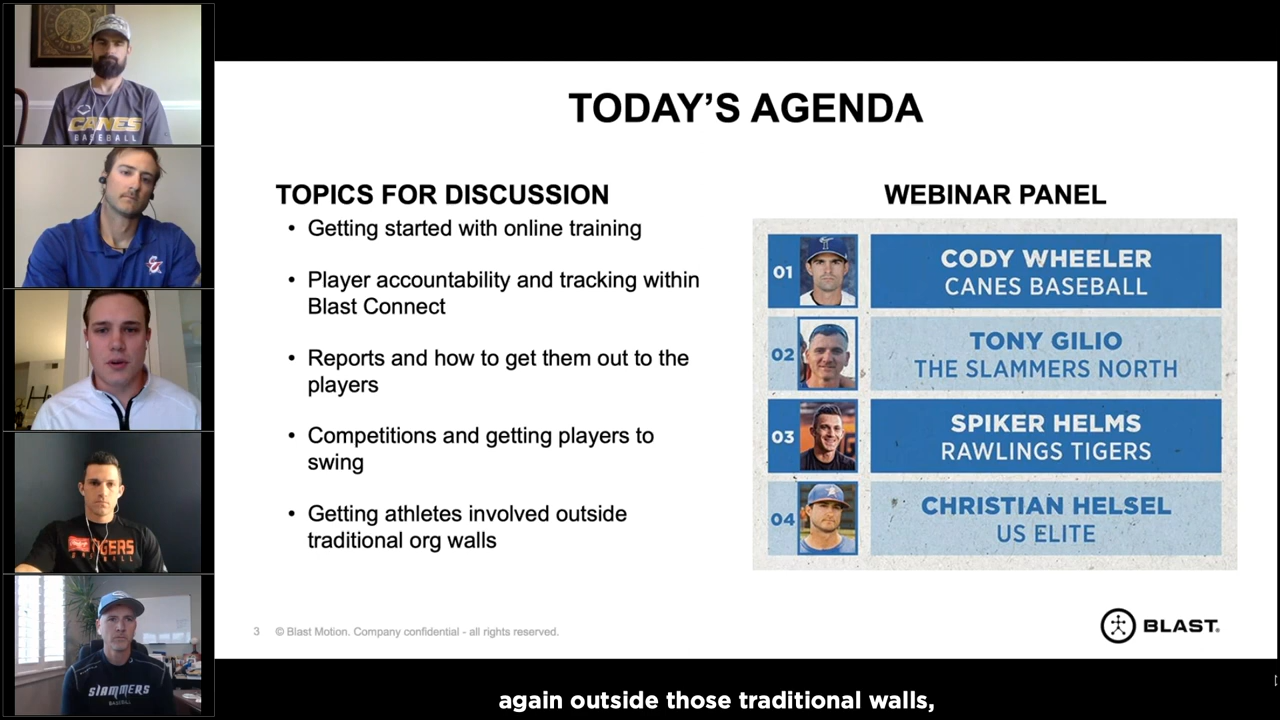 CANES
BASEBALL
TIGERS
SLAMMERS
BASEBALL
TODAY'S AGENDA
TOPICS FOR DISCUSSION
• Getting started with online training
• Player accountability and tracking within
Blast Connect
• Reports and how to get them out to the
players
• Competitions and getting players to
swing
• Getting athletes involved outside
traditional org walls
WEBINAR PANEL
01
CODY WHEELER
CANES BASEBALL
02
TONY GILIO
THE SLAMMERS NORTH
03
SPIKER HELMS
RAWLINGS TIGERS
04
CHRISTIAN HELSEL
US ELITE
3 © Blast Motion. Company confidential - all rights reserved.
BLAST.
again outside those traditional walls,